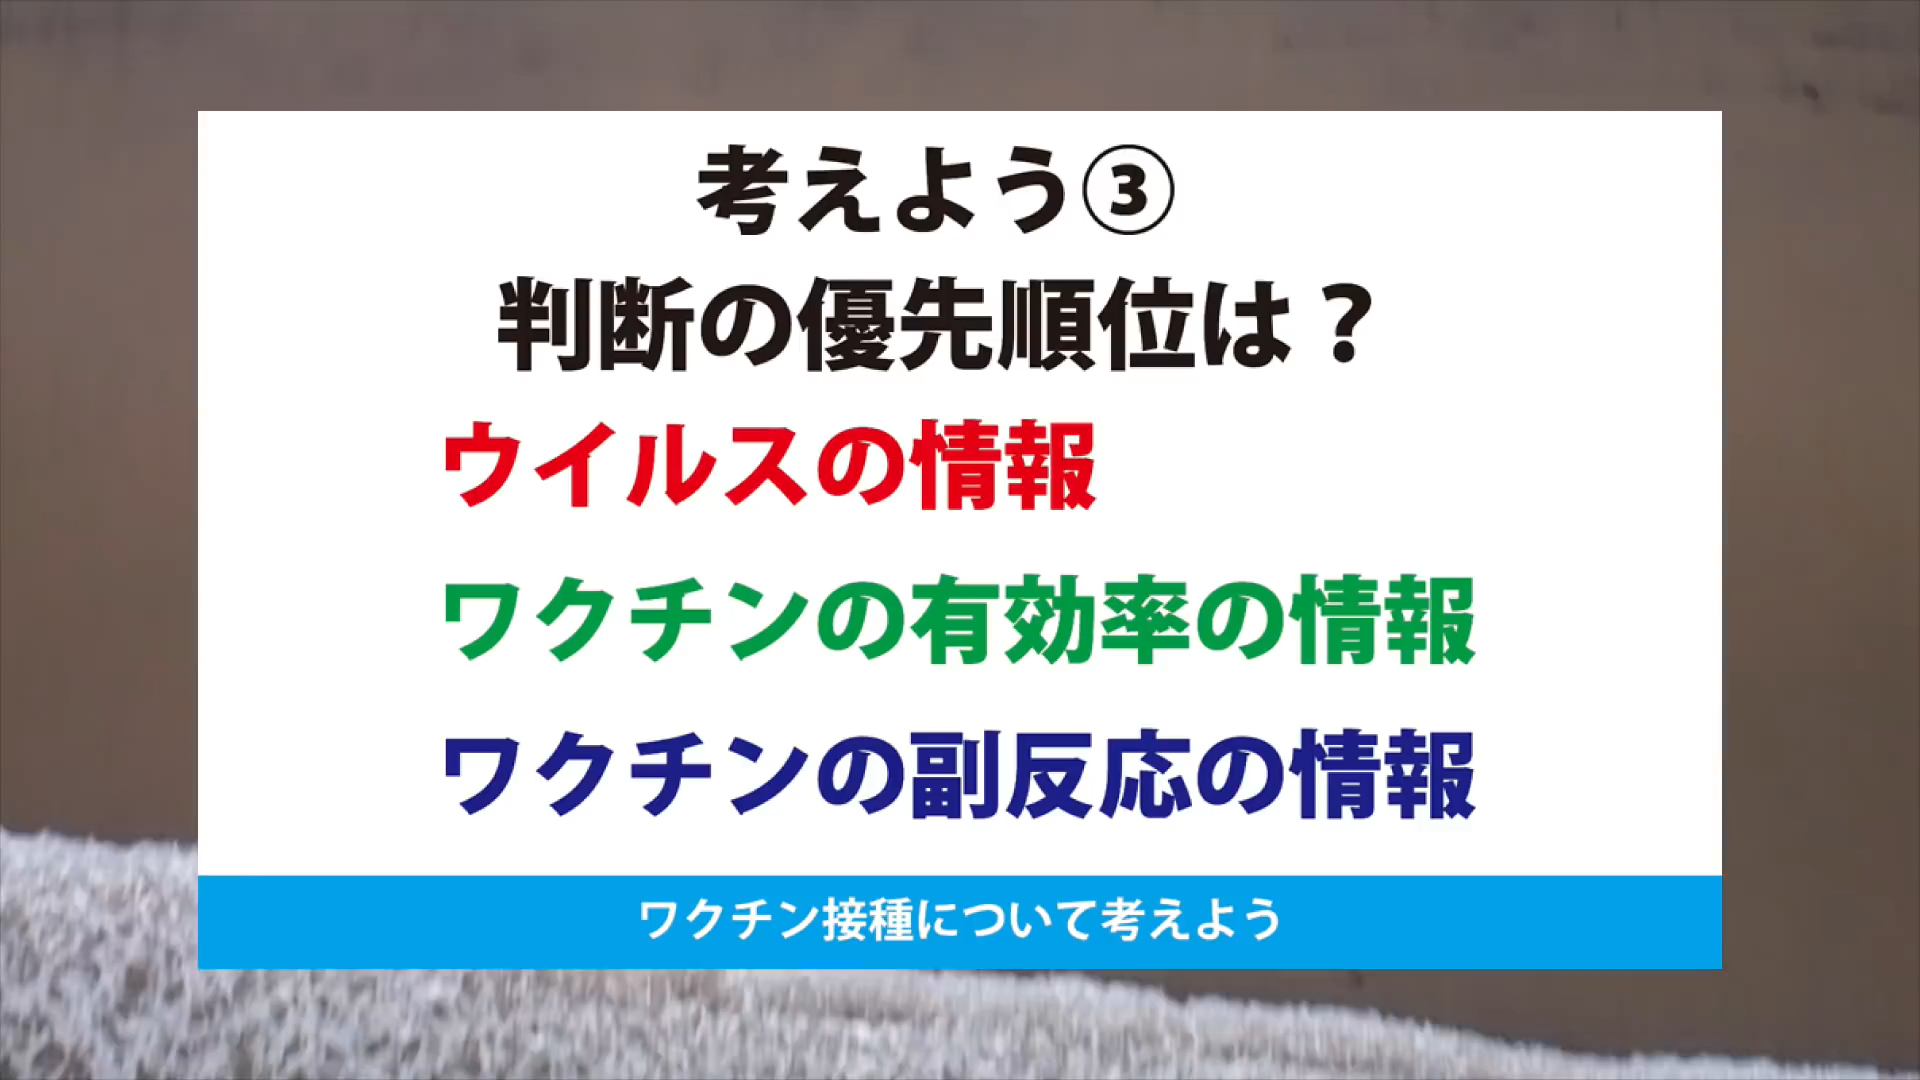 考えよう③
判断の優先順位は？
ウイルスの情報
ワクチンの有効率の情報
ワクチンの副反応の情報
ワクチン接種について考えよう